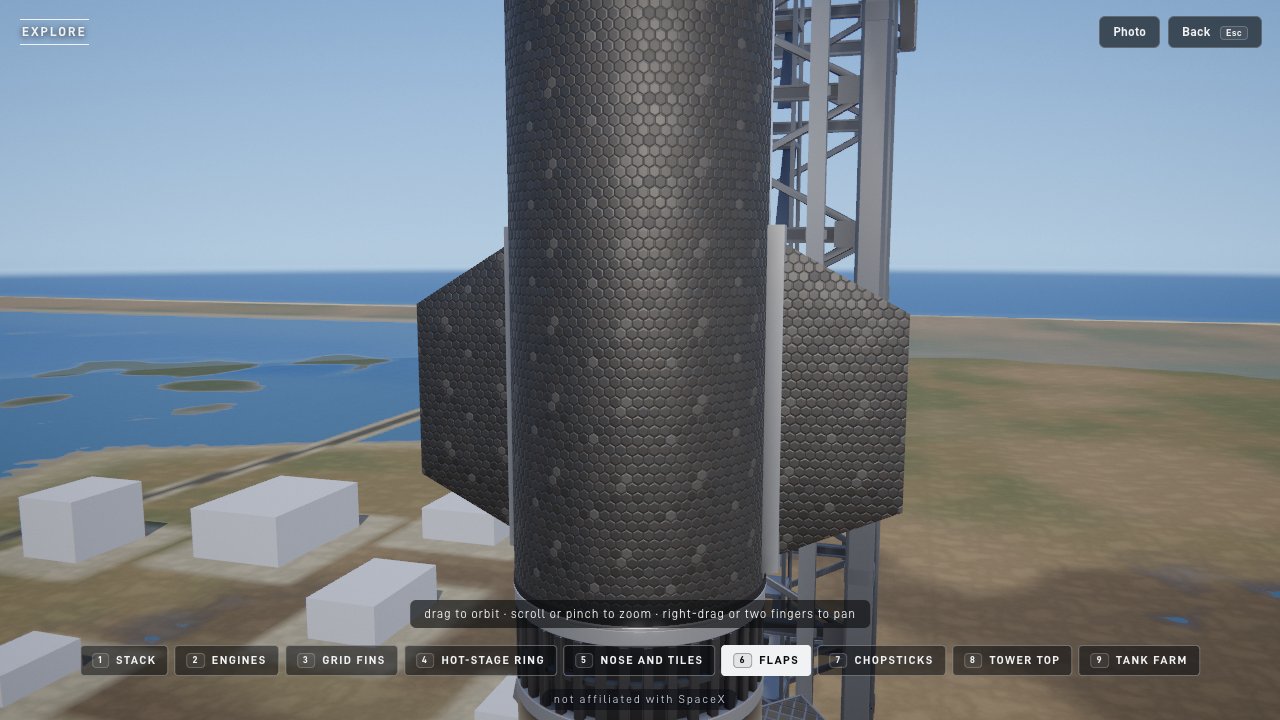 EXPLORE
Photo
Back Esc
drag to orbit · scroll or pinch to zoom · right-drag or two fingers to pan
1 STACK
2 ENGINES
3 GRID FINS
4 HOT-STAGE RING
5 NOSE AND TILES
6 FLAPS
7 CHOPSTICKS
8 TOWER TOP
9 TANK FARM
not affiliated with SpaceX